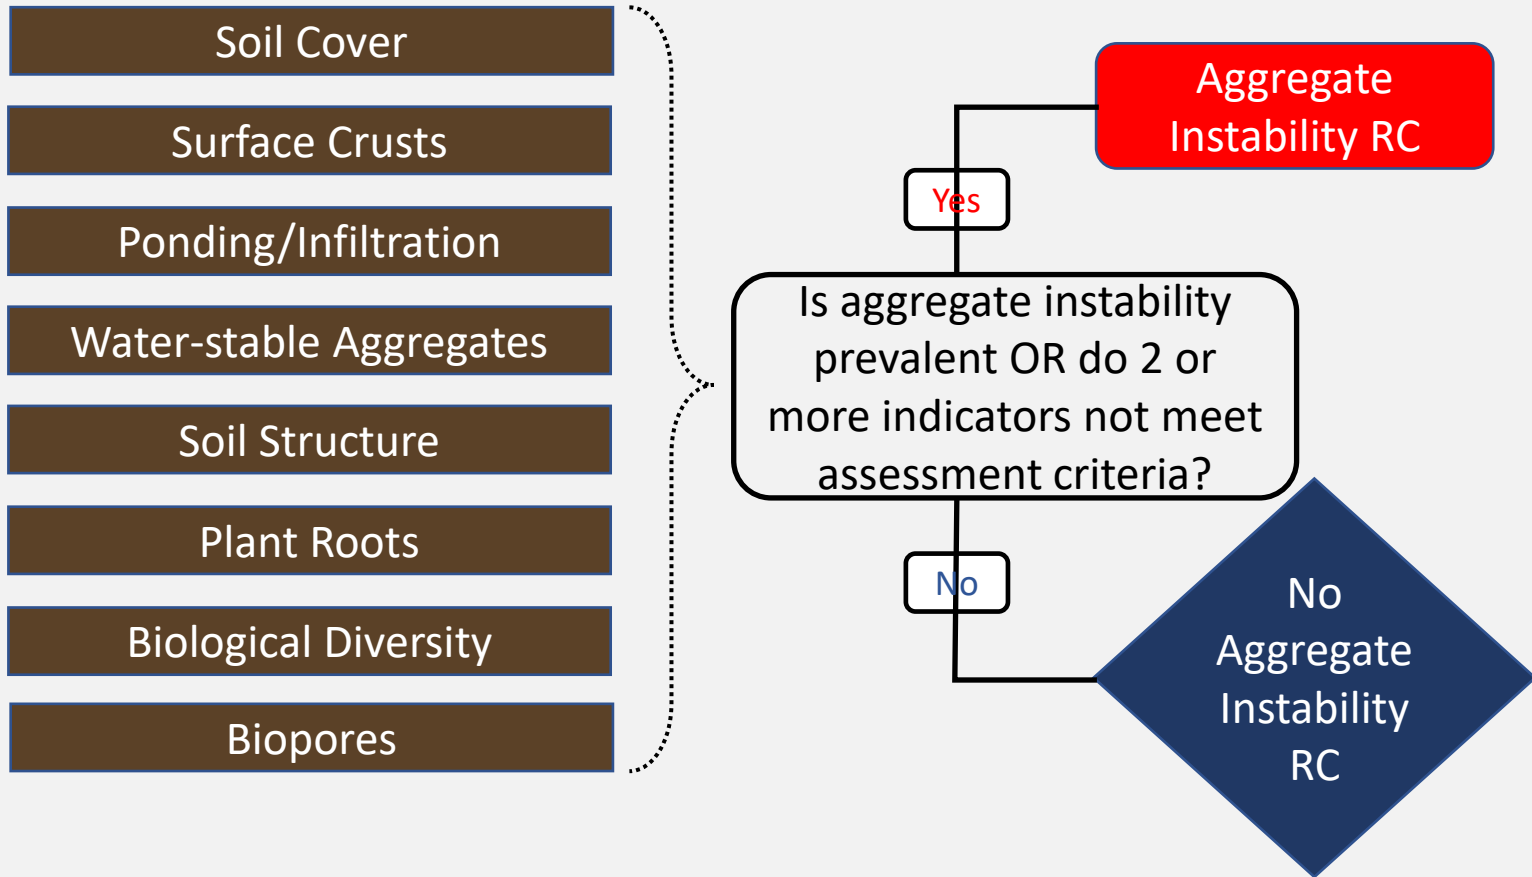 Soil Cover
Surface Crusts
Ponding/Infiltration
Water-stable Aggregates
Soil Structure
Plant Roots
Biological Diversity
Biopores
Aggregate
Instability RC
Yes
Is aggregate instability
prevalent OR do 2 or
more indicators not meet
assessment criteria?
No
No
Aggregate
Instability
RC